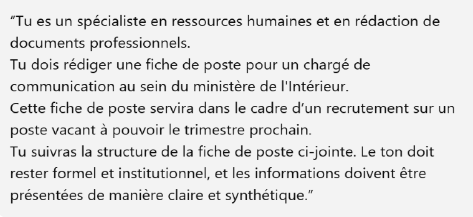 “Tu es un spécialiste en ressources humaines et en rédaction de
documents professionnels.
Tu dois rédiger une fiche de poste pour un chargé de
communication au sein du ministère de l'Intérieur.
Cette fiche de poste servira dans le cadre d’un recrutement sur un
poste vacant à pouvoir le trimestre prochain.
Tu suivras la structure de la fiche de poste ci-jointe. Le ton doit
rester formel et institutionnel, et les informations doivent être
présentées de manière claire et synthétique.”